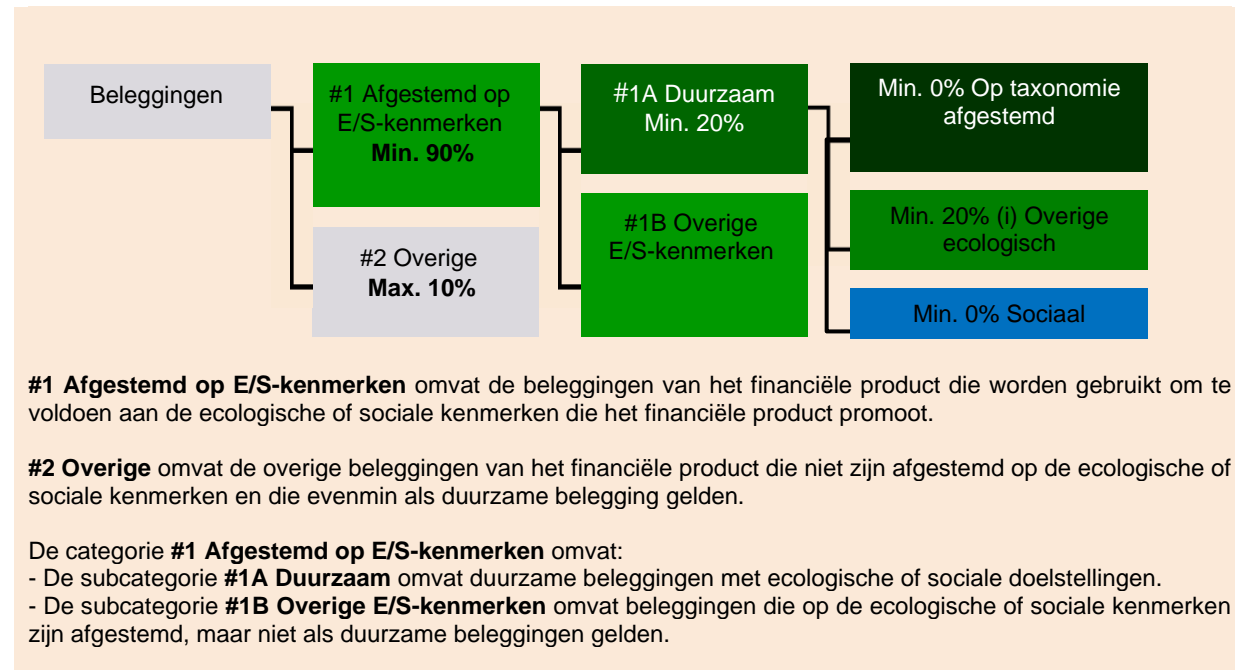 Beleggingen
#1 Afgestemd op
E/S-kenmerken
Min. 90%
#2 Overige
Max. 10%
#1A Duurzaam
Min. 20%
#1B Overige
E/S-kenmerken
Min. 0% Op taxonomie
afgestemd
Min. 20% (i) Overige
ecologisch
Min. 0% Sociaal
#1 Afgestemd op E/S-kenmerken omvat de beleggingen van het financiële product die worden gebruikt om te
voldoen aan de ecologische of sociale kenmerken die het financiële product promoot.
#2 Overige omvat de overige beleggingen van het financiële product die niet zijn afgestemd op de ecologische of
sociale kenmerken en die evenmin als duurzame belegging gelden.
De categorie #1 Afgestemd op E/S-kenmerken omvat:
- De subcategorie #1A Duurzaam omvat duurzame beleggingen met ecologische of sociale doelstellingen.
- De subcategorie #1B Overige E/S-kenmerken omvat beleggingen die op de ecologische of sociale kenmerken
zijn afgestemd, maar niet als duurzame beleggingen gelden.